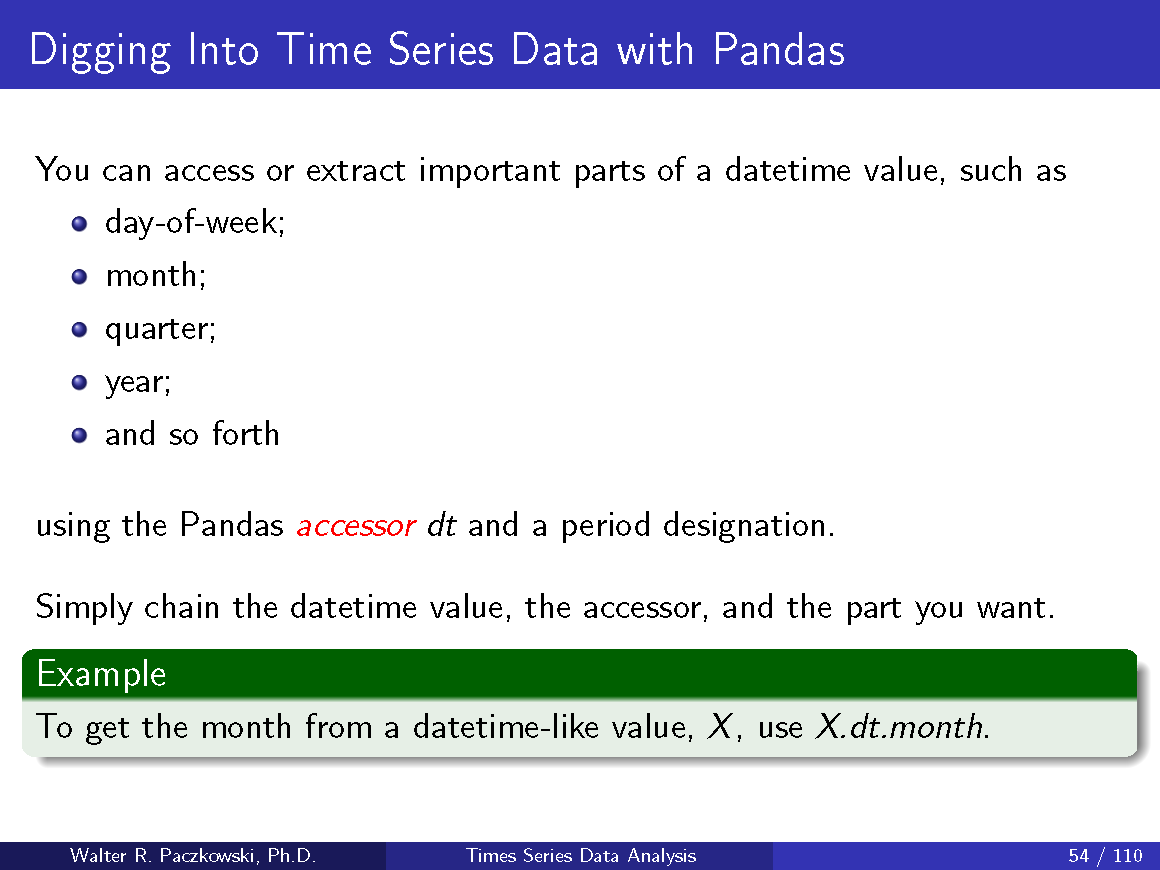 Digging Into Time Series Data with Pandas
You can access or extract important parts of a datetime value, such as
day-of-week;
month;
quarter;
year;
and so forth
using the Pandas accessor dt and a period designation.
Simply chain the datetime value, the accessor, and the part you want.
Example
To get the month from a datetime-like value, X, use X.dt.month.
Walter R. Paczkowski, Ph.D.
Times Series Data Analysis
54 / 110